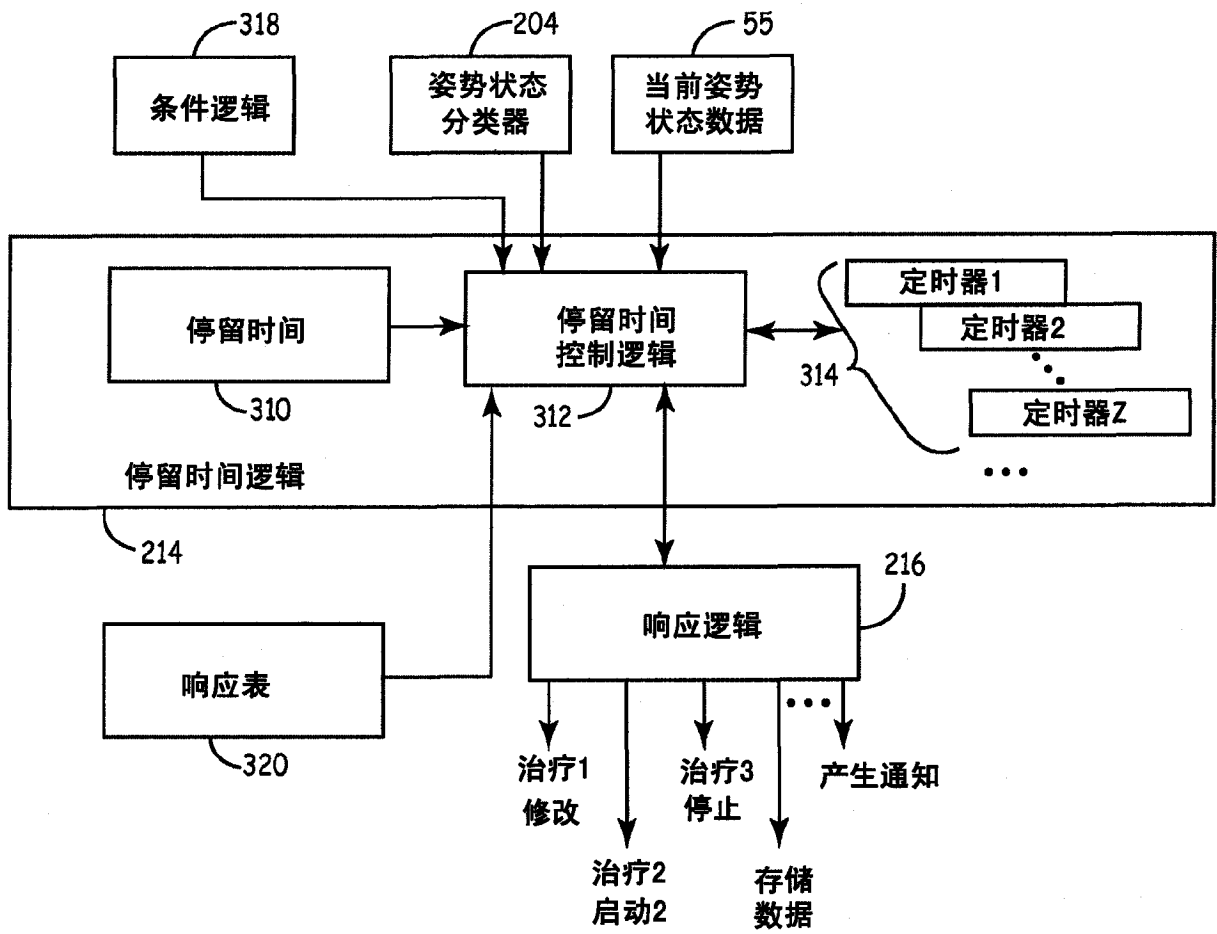 318
204
55
条件逻辑
姿势状态
分类器
当前姿势
状态数据
停留时间
310
停留时间
控制逻辑
312
定时器1
定时器2
定时器Z
314
停留时间逻辑
214
响应逻辑
216
响应表
320
治疗1
修改
治疗2
启动2
治疗3
停止
存储
数据
产生通知